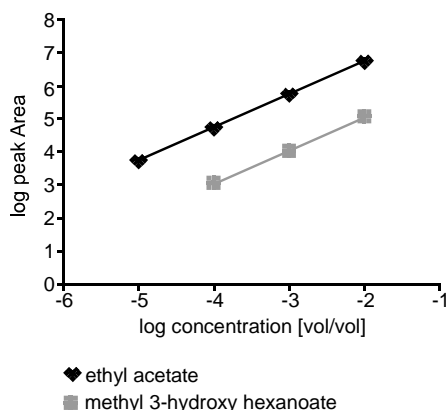 8
7
6
5
4
3
2
1
0
log peak Area
-6 -5 -4 -3 -2 -1
log concentration [vol/vol]
ethyl acetate
methyl 3-hydroxy hexanoate